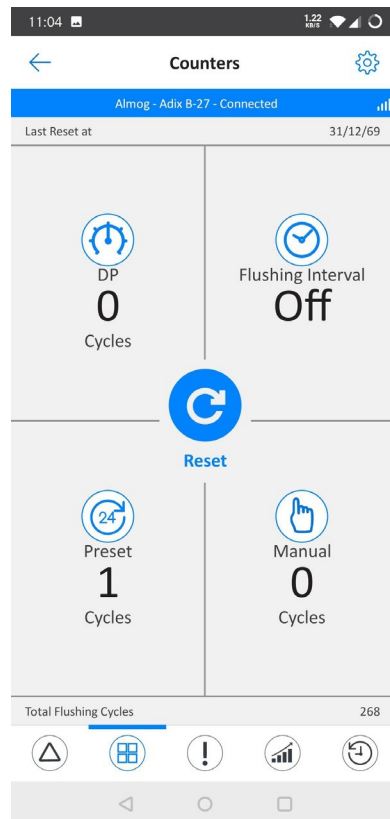 11:04
1.22
KB/S
Counters
Almog - Adix B-27 - Connected
Last Reset at 31/12/69
DP
0
Cycles
Flushing Interval
Off
Reset
24
Preset
1
Cycles
Manual
0
Cycles
Total Flushing Cycles 268